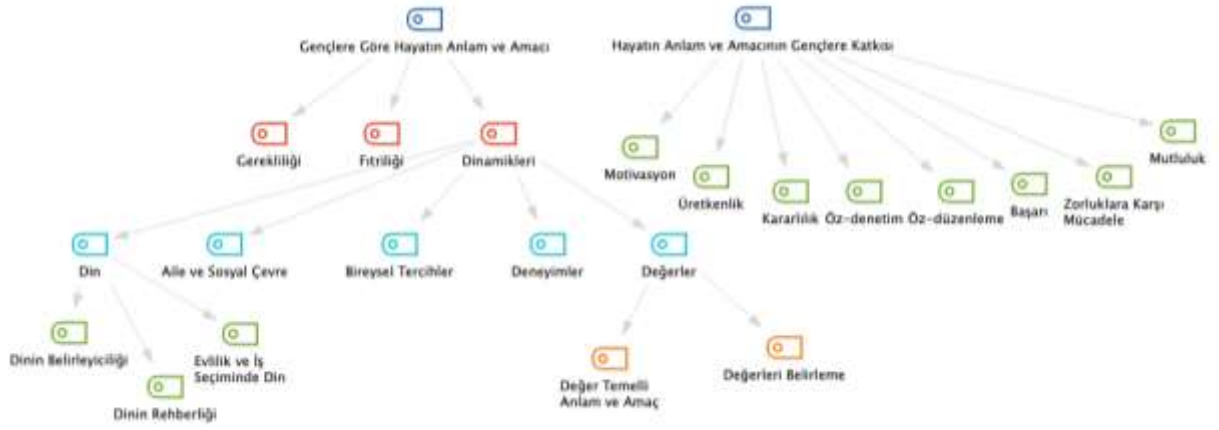 Gençlere Göre Hayatın Anlam ve Amacı
Hayatın Anlam ve Amacının Gençlere Katkısı
Gerekliliği
Fıtriliği
Dinamikleri
Motivasyon
Üretkenlik
Kararlılık
Öz-denetim
Öz-düzenleme
Başarı
Zorluklara Karşı
Mücadele
Mutluluk
Din
Aile ve Sosyal Çevre
Bireysel Tercihler
Deneyimler
Değerler
Dinin Belirleyiciliği
Dinin Rehberliği
Evlilik ve İş
Seçiminde Din
Değer Temelli
Anlam ve Amaç
Değerleri Belirleme